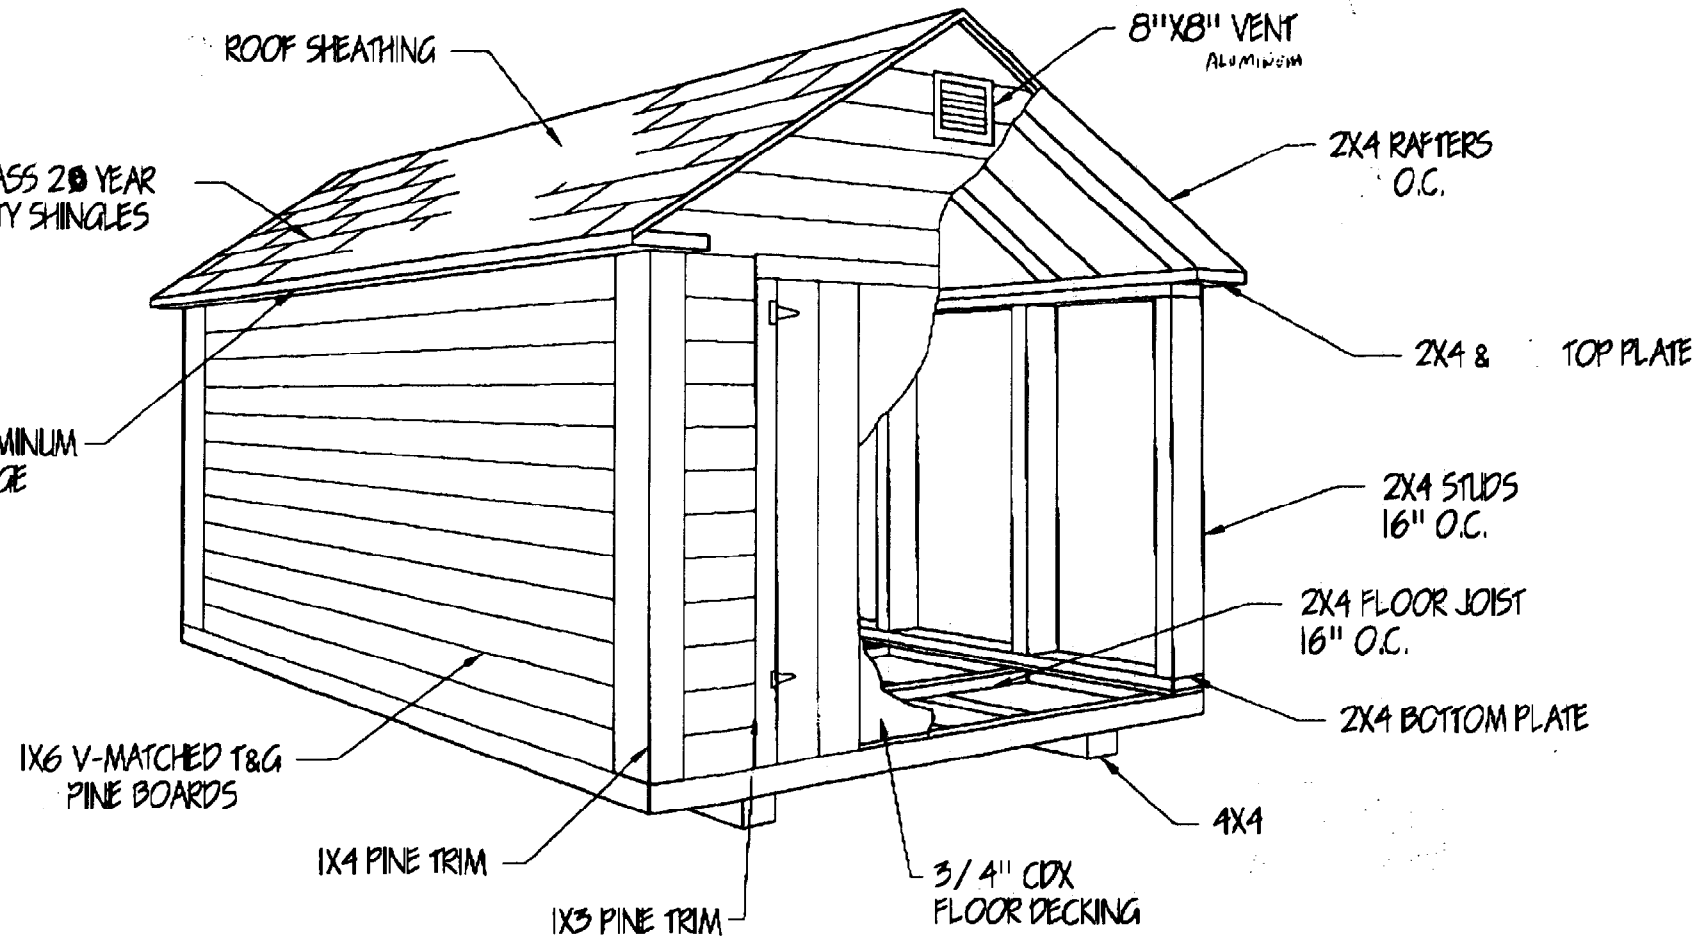 ROOF SHEATHING
8"X8" VENT
ALUMINUM
2X4 RAFTERS
O.C.
ASS 20 YEAR
TY SHINGLES
2X4 & TOP PLATE
MINUM
GE
2X4 STUDS
16" O.C.
2X4 FLOOR JOIST
16" O.C.
2X4 BOTTOM PLATE
1X6 V-MATCHED T&G
PINE BOARDS
4X4
1X4 PINE TRIM
3/4" CDX
FLOOR DECKING
1X3 PINE TRIM